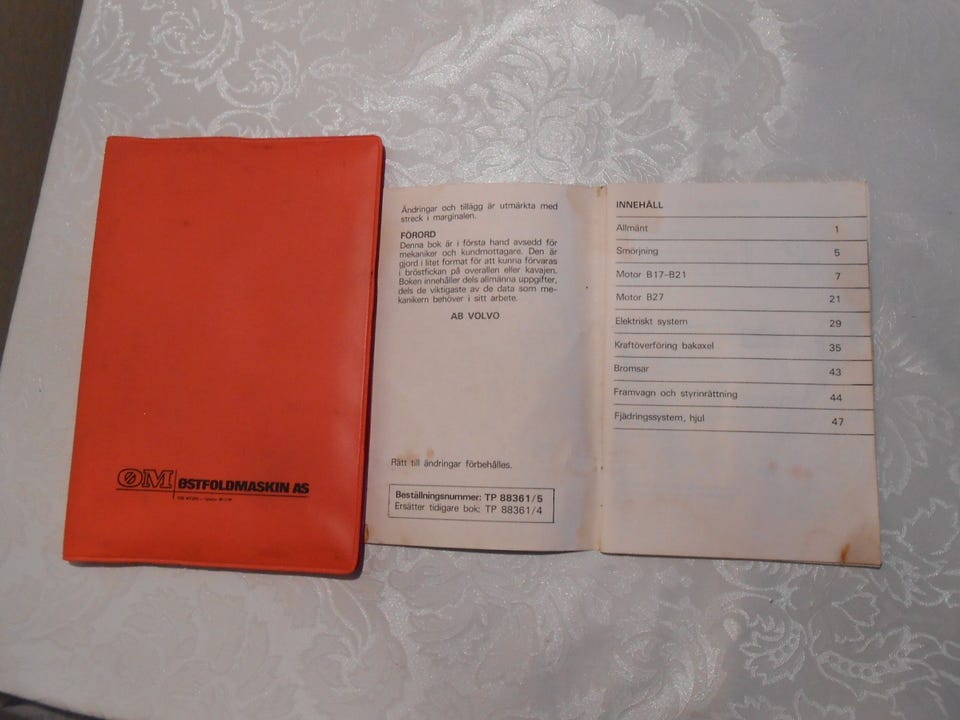 ØM ØSTFOLDMASKIN AS
Ändringar och tillägg är utmärkta med
streck i marginalen.
FÖRORD
Denna bok är i första hand avsedd för
mekaniker och kundmottagare. Den är
gjord i litet format för att kunna förvaras
i bröstfickan på overallen eller kavajen.
Boken innehåller dels allmänna uppgifter,
dels de viktigaste av de data som me-
kanikern behöver i sitt arbete.
AB VOLVO
Rätt till ändringar förbehålles.
Beställningsnummer: TP 88361/5
Ersätter tidigare bok: TP 88361/4
INNEHÅLL
Allmänt 1
Smörjning 5
Motor B17-B21 7
Motor B27 21
Elektriskt system 29
Kraftöverföring bakaxel 35
Bromsar 43
Framvagn och styrinrättning 44
Fjädringssystem, hjul 47